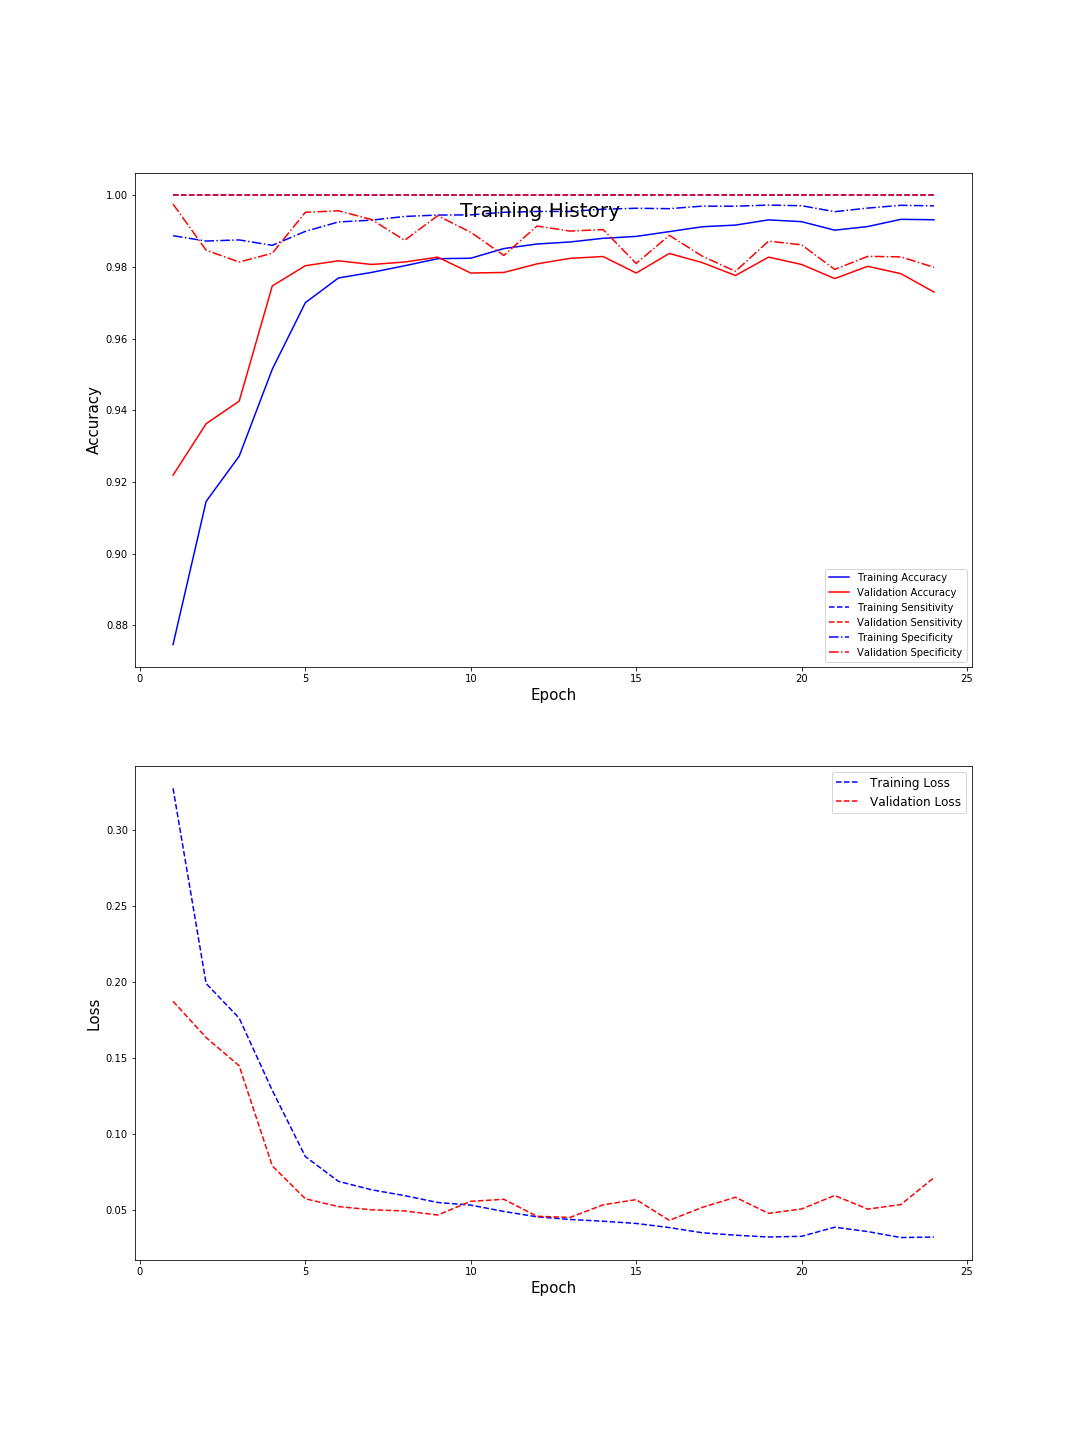 Training History
1.00
0.98
0.96
0.94
0.92
0.90
0.88
Accuracy
Training Accuracy
Validation Accuracy
Training Sensitivity
Validation Sensitivity
Training Specificity
Validation Specificity
0 5 10 15 20 25
Epoch
Training Loss
Validation Loss
0.30
0.25
0.20
0.15
0.10
0.05
Loss
0 5 10 15 20 25
Epoch